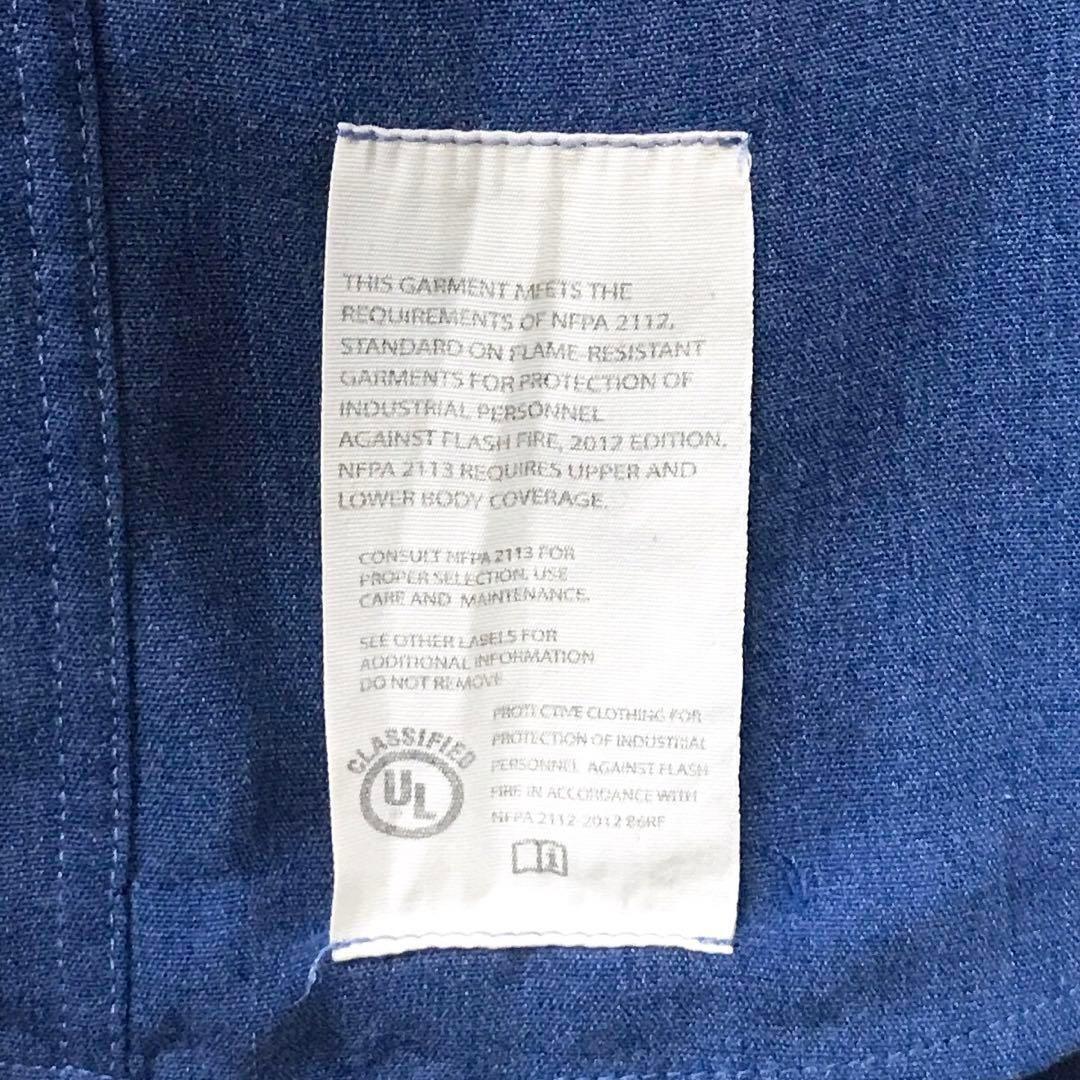 THIS GARMENT MEETS THE
REQUIREMENTS OF NFPA 2112,
STANDARD ON FLAME-RESISTANT
GARMENTS FOR PROTECTION OF
INDUSTRIAL PERSONNEL
AGAINST FLASH FIRE, 2012 EDITION.
NFPA 2113 REQUIRES UPPER AND
LOWER BODY COVERAGE.
CONSULT NFPA 2113 FOR
PROPER SELECTION, USE
CARE AND MAINTENANCE.
SEE OTHER LABELS FOR
ADDITIONAL INFORMATION
DO NOT REMOVE
CLASSIFIED
UL
PROTECTIVE CLOTHING FOR
PROTECTION OF INDUSTRIAL
PERSONNEL AGAINST FLASH
FIRE IN ACCORDANCE WITH
NFPA 2112-2012 86RF